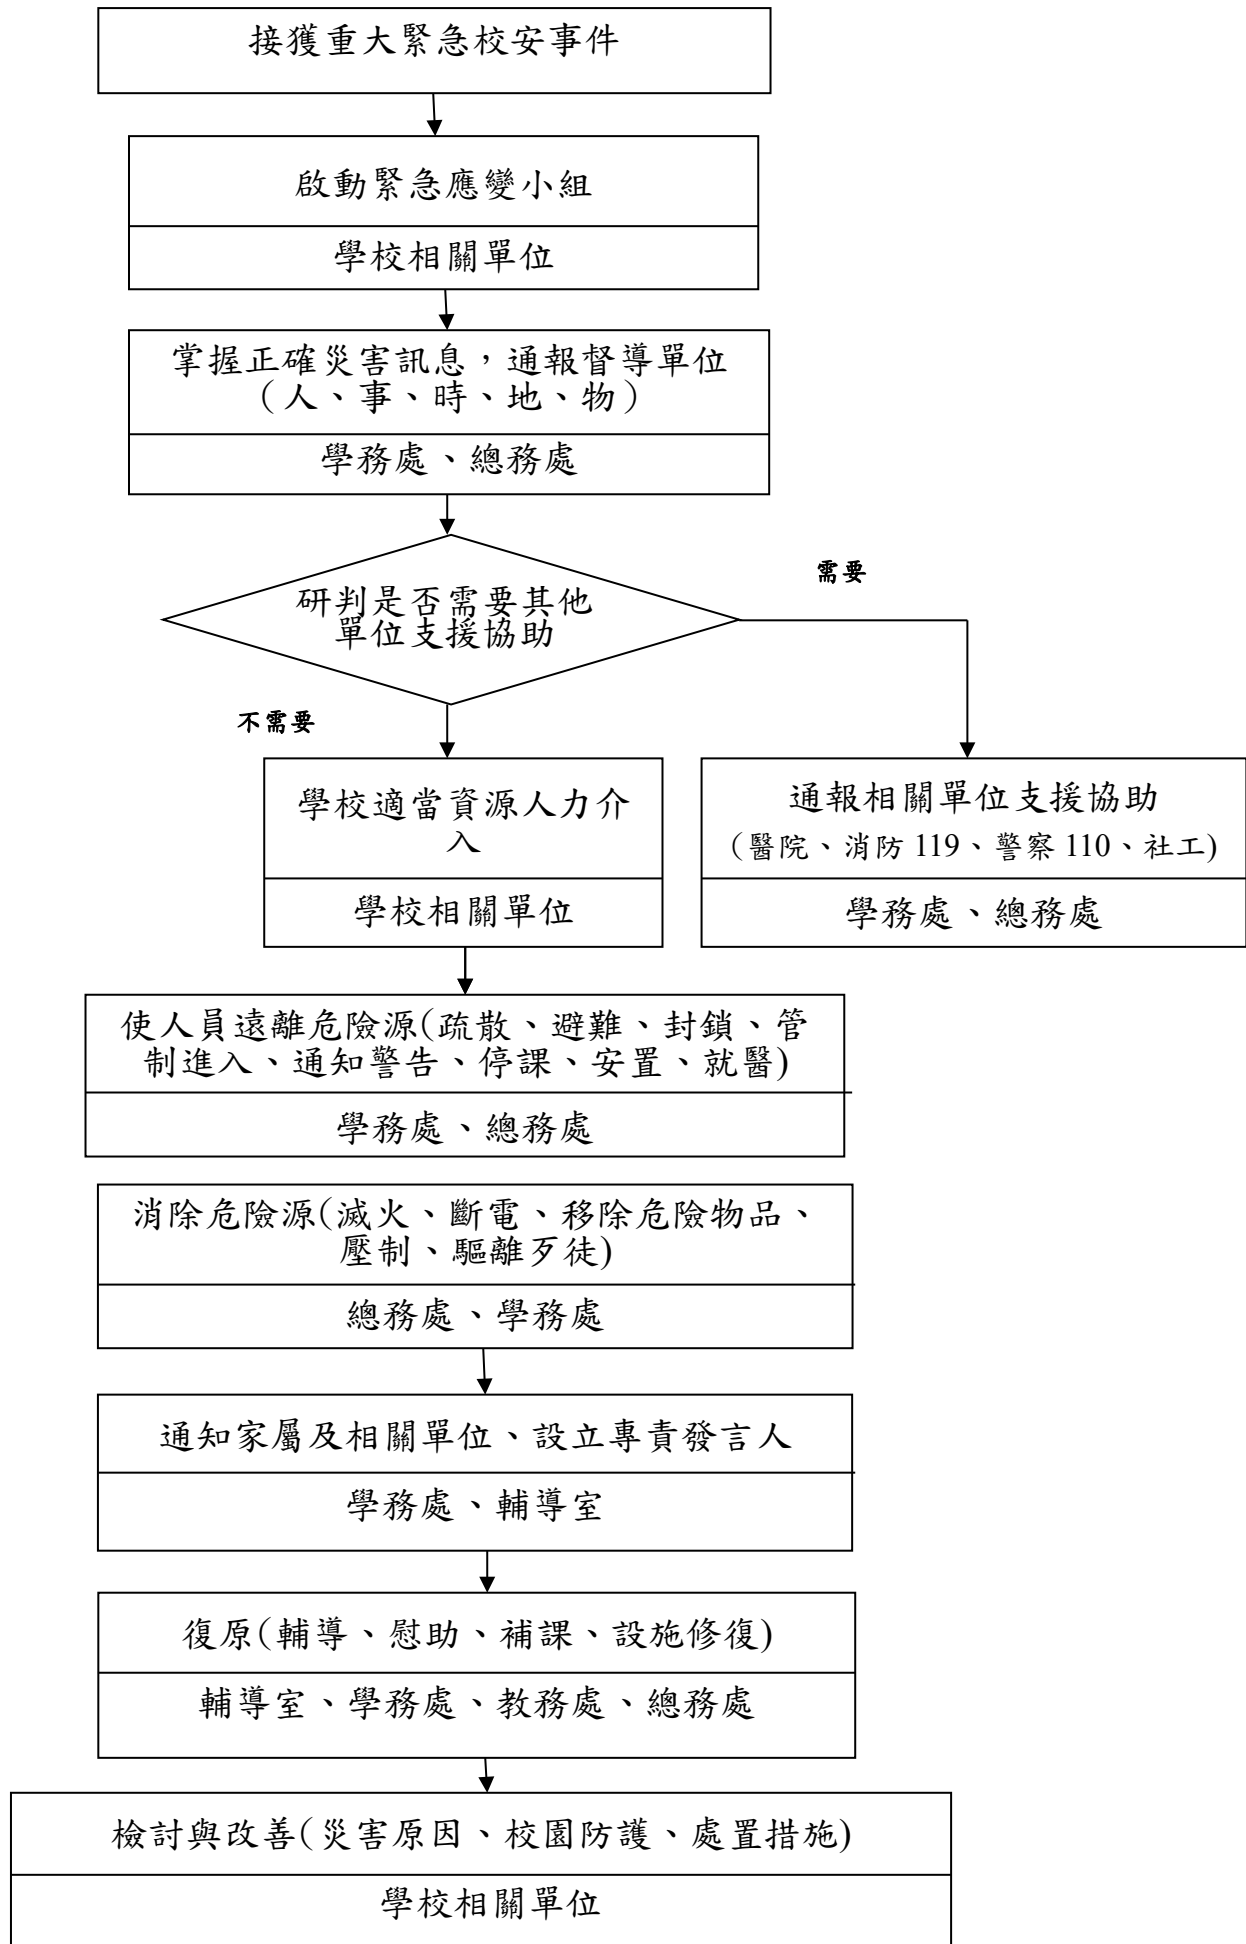 接獲重大緊急校安事件
啟動緊急應變小組
學校相關單位
掌握正確災害訊息，通報督導單位
（人、事、時、地、物）
學務處、總務處
研判是否需要其他
單位支援協助
需要
不需要
學校適當資源人力介
入
學校相關單位
通報相關單位支援協助
（醫院、消防 119、警察 110、社工)
學務處、總務處
使人員遠離危險源(疏散、避難、封鎖、管
制進入、通知警告、停課、安置、就醫)
學務處、總務處
消除危險源(滅火、斷電、移除危險物品、
壓制、驅離歹徒)
總務處、學務處
通知家屬及相關單位、設立專責發言人
學務處、輔導室
復原(輔導、慰助、補課、設施修復)
輔導室、學務處、教務處、總務處
檢討與改善(災害原因、校園防護、處置措施)
學校相關單位